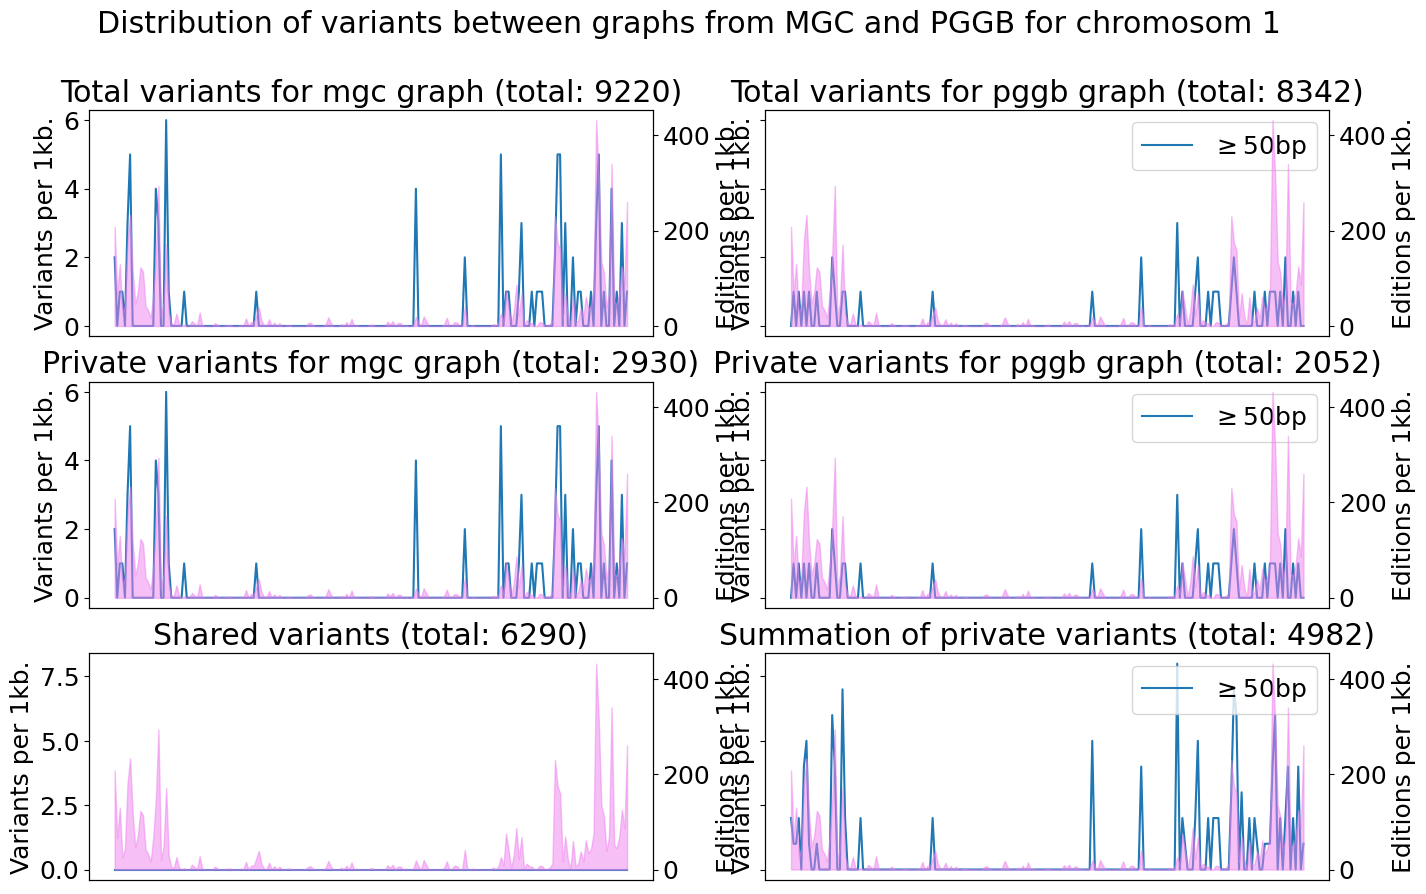 Distribution of variants between graphs from MGC and PGGB for chromosom 1
Total variants for mgc graph (total: 9220)
Variants per 1kb.
6
4
2
0
400
200
0
Editions per 1kb.
Total variants for pggb graph (total: 8342)
Variants per 1kb.
≥50bp
400
200
0
Editions per 1kb.
Private variants for mgc graph (total: 2930)
Variants per 1kb.
6
4
2
0
400
200
0
Editions per 1kb.
Private variants for pggb graph (total: 2052)
Variants per 1kb.
≥50bp
400
200
0
Editions per 1kb.
Shared variants (total: 6290)
Variants per 1kb.
7.5
5.0
2.5
0.0
400
200
0
Editions per 1kb.
Summation of private variants (total: 4982)
Variants per 1kb.
≥50bp
400
200
0
Editions per 1kb.